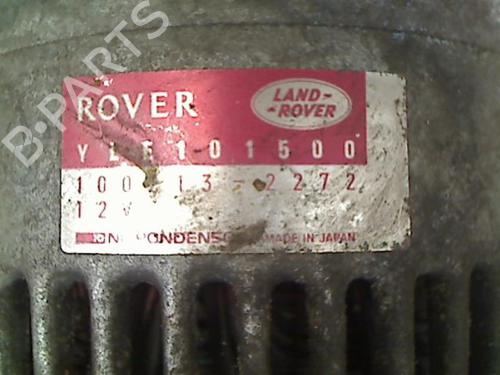 B-PARTS
ROVER
LAND-
-ROVER
YLE101500
12V
MADE IN JAPAN